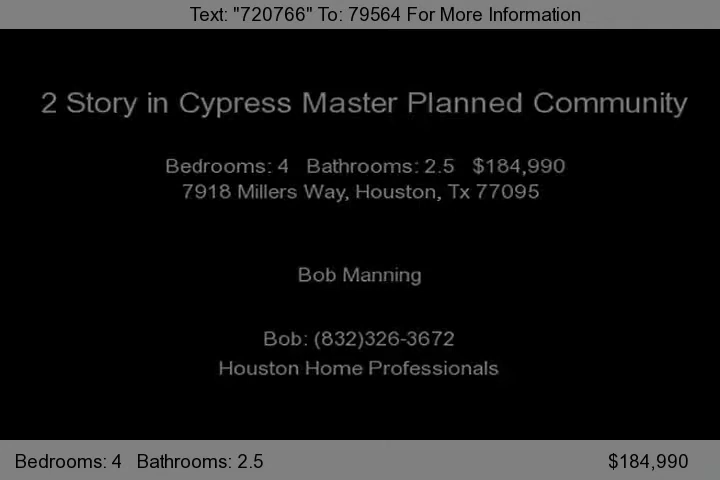 Text: "720766" To: 79564 For More Information
2 Story in Cypress Master Planned Community
Bedrooms: 4 Bathrooms: 2.5 $184,990
7918 Millers Way, Houston, Tx 77095
Bob Manning
Bob: (832)326-3672
Houston Home Professionals
Bedrooms: 4 Bathrooms: 2.5 $184,990